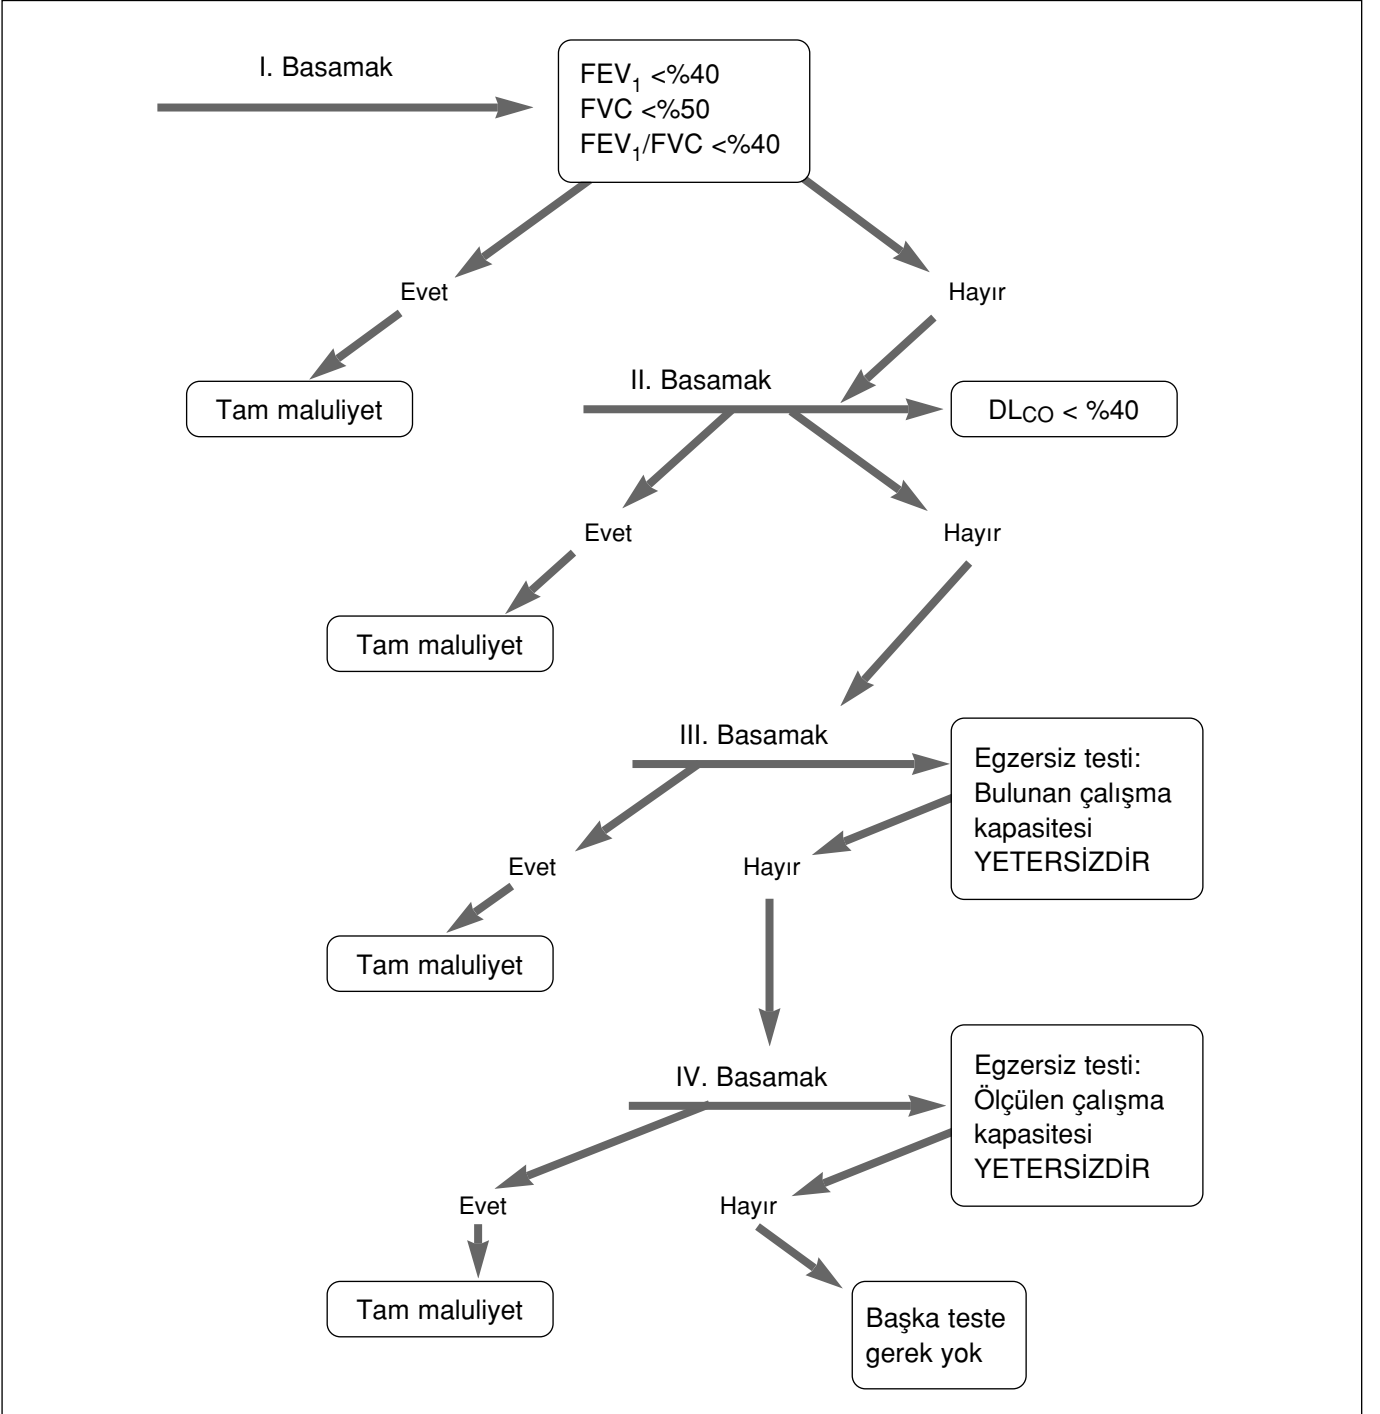 I. Basamak
FEV1 <%40
FVC <%50
FEV1/FVC <%40
Evet
Hayır
Tam maluliyet
II. Basamak
DLCO < %40
Evet
Hayır
Tam maluliyet
III. Basamak
Egzersiz testi:
Bulunan çalışma
kapasitesi
YETERSİZDİR
Evet
Hayır
Tam maluliyet
IV. Basamak
Egzersiz testi:
Ölçülen çalışma
kapasitesi
YETERSİZDİR
Evet
Hayır
Tam maluliyet
Başka teste
gerek yok